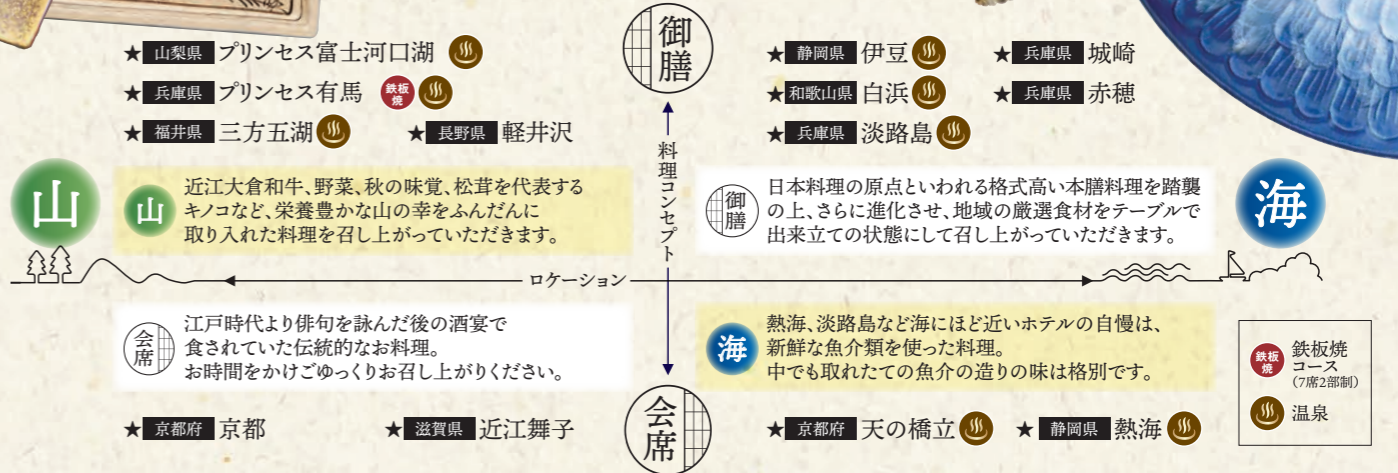 御膳
★ 山梨県 プリンセス富士河口湖
★ 兵庫県 プリンセス有馬 鉄板焼
★ 福井県 三方五湖
★ 長野県 軽井沢
★ 静岡県 伊豆
★ 兵庫県 城崎
★ 和歌山県 白浜
★ 兵庫県 赤穂
★ 兵庫県 淡路島
料理コンセプト
山
山
近江大倉和牛、野菜、秋の味覚、松茸を代表する
キノコなど、栄養豊かな山の幸をふんだんに
取り入れた料理を召し上がっていただきます。
御膳
日本料理の原点といわれる格式高い本膳料理を踏襲
の上、さらに進化させ、地域の厳選食材をテーブルで
出来立ての状態にして召し上がっていただきます。
海
ロケーション
会席
江戸時代より俳句を詠んだ後の酒宴で
食されていた伝統的なお料理。
お時間をかけごゆっくりお召し上がりください。
海
熱海、淡路島など海にほど近いホテルの自慢は、
新鮮な魚介類を使った料理。
中でも取れたての魚介の造りの味は格別です。
鉄板焼
鉄板焼
コース
（7席2部制）
温泉
★ 京都府 京都
★ 滋賀県 近江舞子
会席
★ 京都府 天の橋立
★ 静岡県 熱海